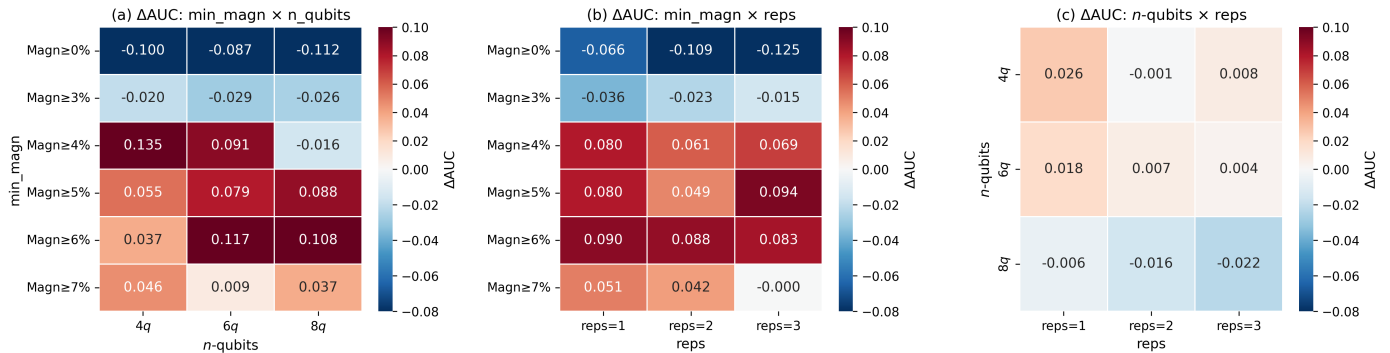 (a) ΔAUC: min_magn × n_qubits
min_magn
Magn≥0% -0.100 -0.087 -0.112
Magn≥3% -0.020 -0.029 -0.026
Magn≥4% 0.135 0.091 -0.016
Magn≥5% 0.055 0.079 0.088
Magn≥6% 0.037 0.117 0.108
Magn≥7% 0.046 0.009 0.037
4q 6q 8q
n-qubits
0.10
0.08
0.06
0.04
0.02
0.00
−0.02
−0.04
−0.06
−0.08
ΔAUC
(b) ΔAUC: min_magn × reps
Magn≥0% -0.066 -0.109 -0.125
Magn≥3% -0.036 -0.023 -0.015
Magn≥4% 0.080 0.061 0.069
Magn≥5% 0.080 0.049 0.094
Magn≥6% 0.090 0.088 0.083
Magn≥7% 0.051 0.042 -0.000
reps=1 reps=2 reps=3
reps
0.10
0.08
0.06
0.04
0.02
0.00
−0.02
−0.04
−0.06
−0.08
ΔAUC
(c) ΔAUC: n-qubits × reps
n-qubits
4q 0.026 -0.001 0.008
6q 0.018 0.007 0.004
8q -0.006 -0.016 -0.022
reps=1 reps=2 reps=3
reps
0.10
0.08
0.06
0.04
0.02
0.00
−0.02
−0.04
−0.06
−0.08
ΔAUC